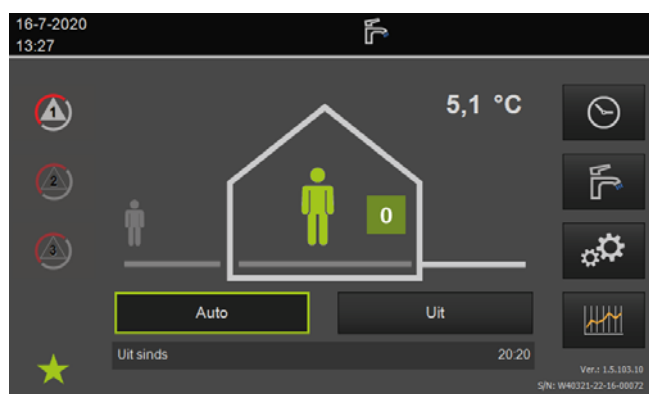 16-7-2020
13:27
5,1 °C
1
2
3
0
Auto
Uit
Uit sinds
20:20
Ver.: 1.5.103.10
S/N: W40321-22-16-00072